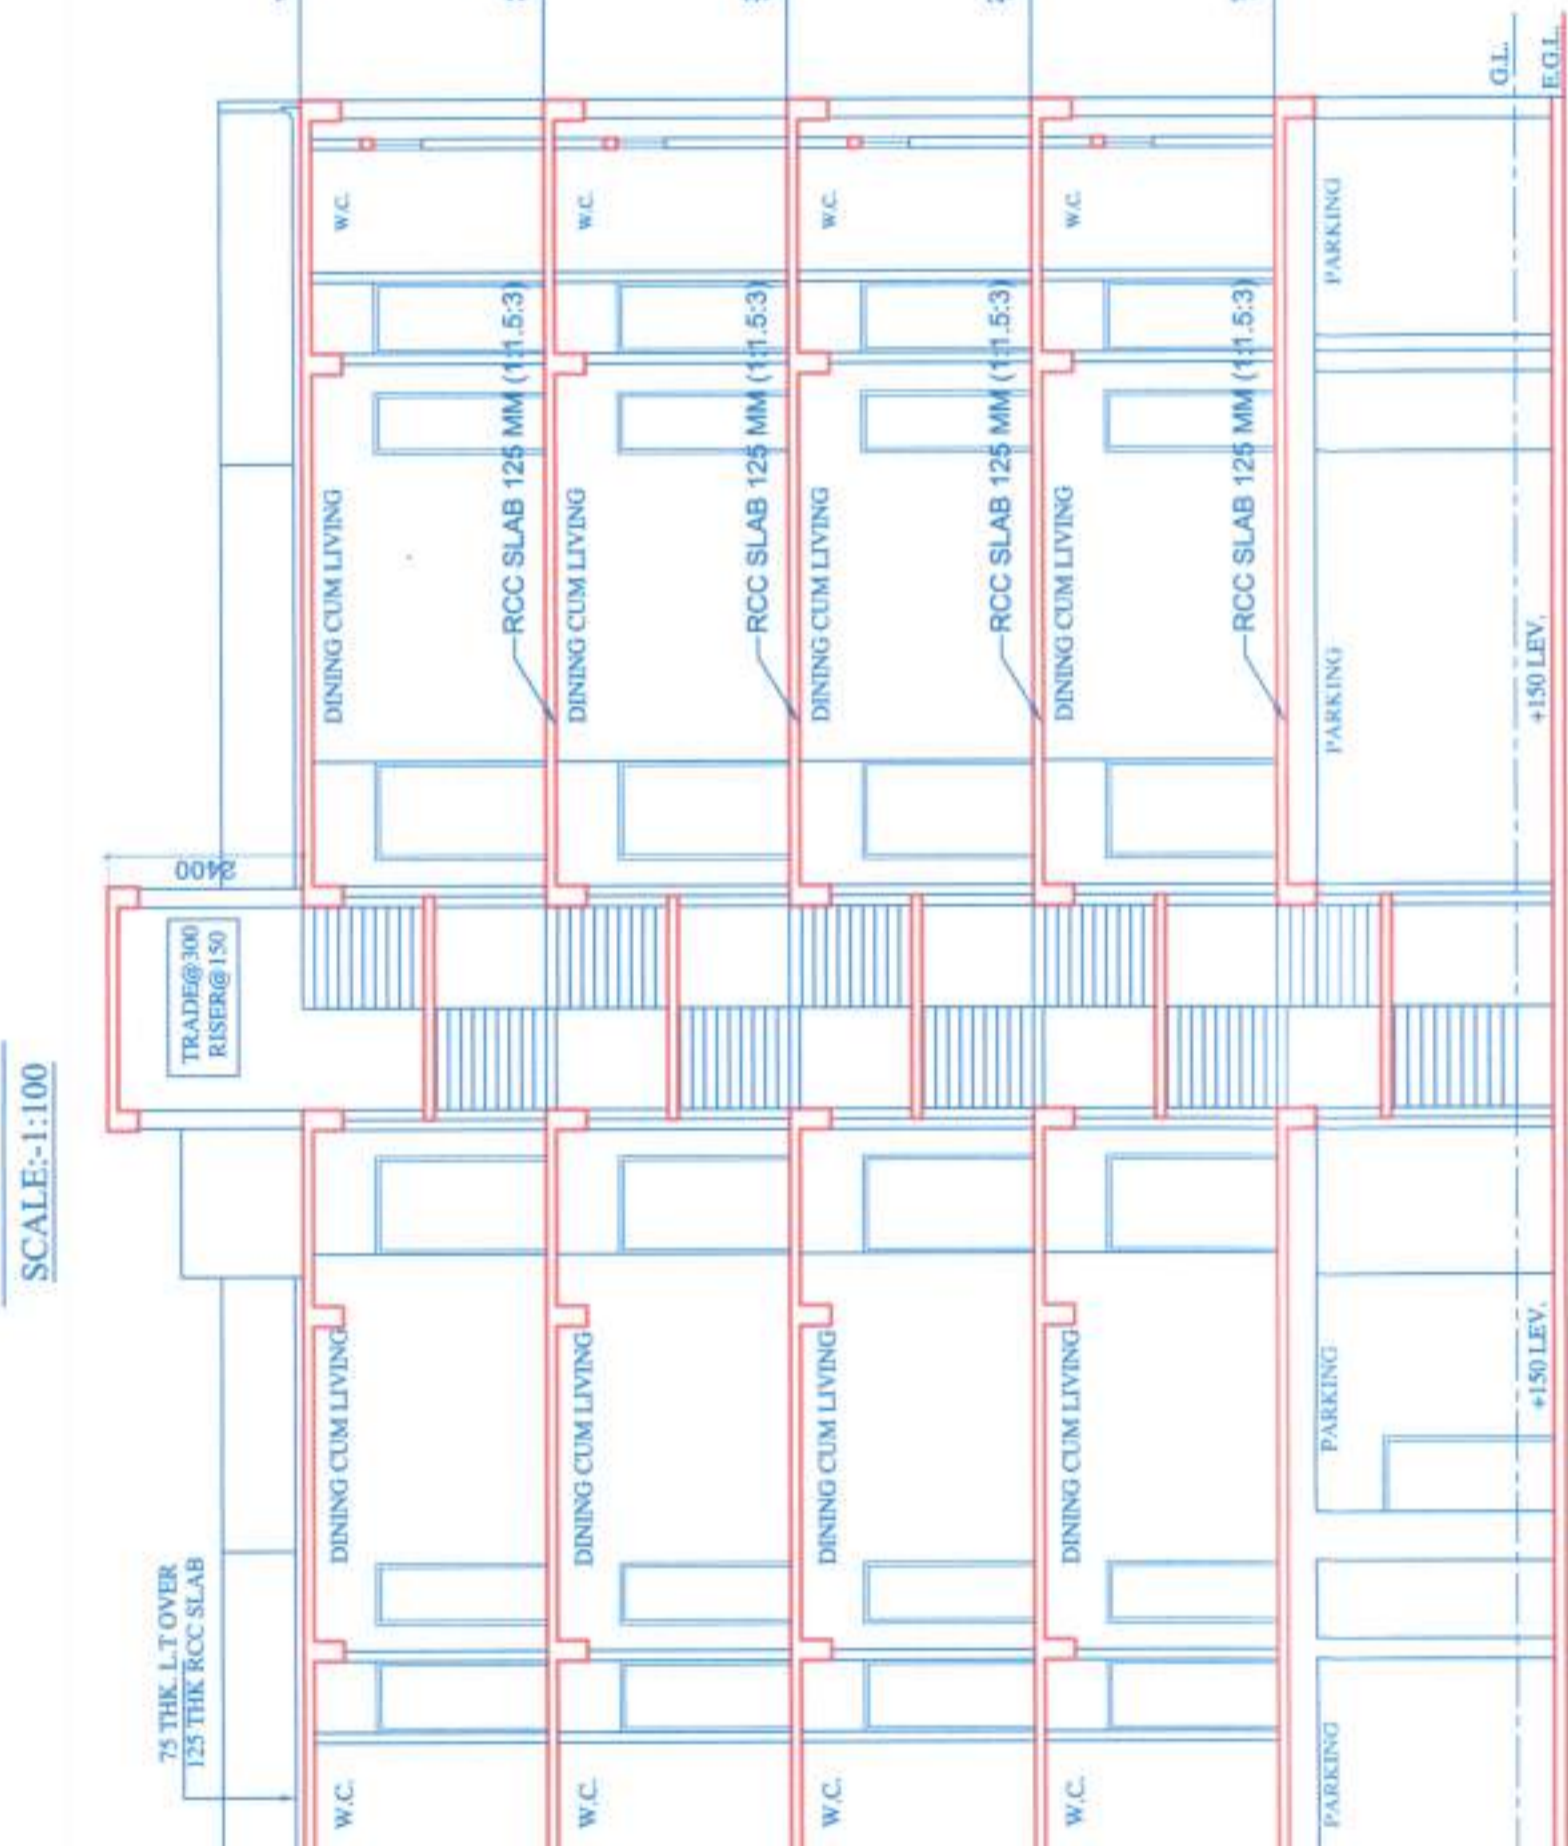 SCALE:-1:100
75 THK. L.T OVER
125 THK RCC SLAB
TRADE@300
RISER@150
2400
W.C.
DINING CUM LIVING
DINING CUM LIVING
W.C.
RCC SLAB 125 MM (1:1.5:3)
W.C.
DINING CUM LIVING
DINING CUM LIVING
W.C.
RCC SLAB 125 MM (1:1.5:3)
W.C.
DINING CUM LIVING
DINING CUM LIVING
W.C.
RCC SLAB 125 MM (1:1.5:3)
W.C.
DINING CUM LIVING
DINING CUM LIVING
W.C.
RCC SLAB 125 MM (1:1.5:3)
PARKING
PARKING
PARKING
PARKING
G.L.
+150 LEV.
+150 LEV.
E.G.L.